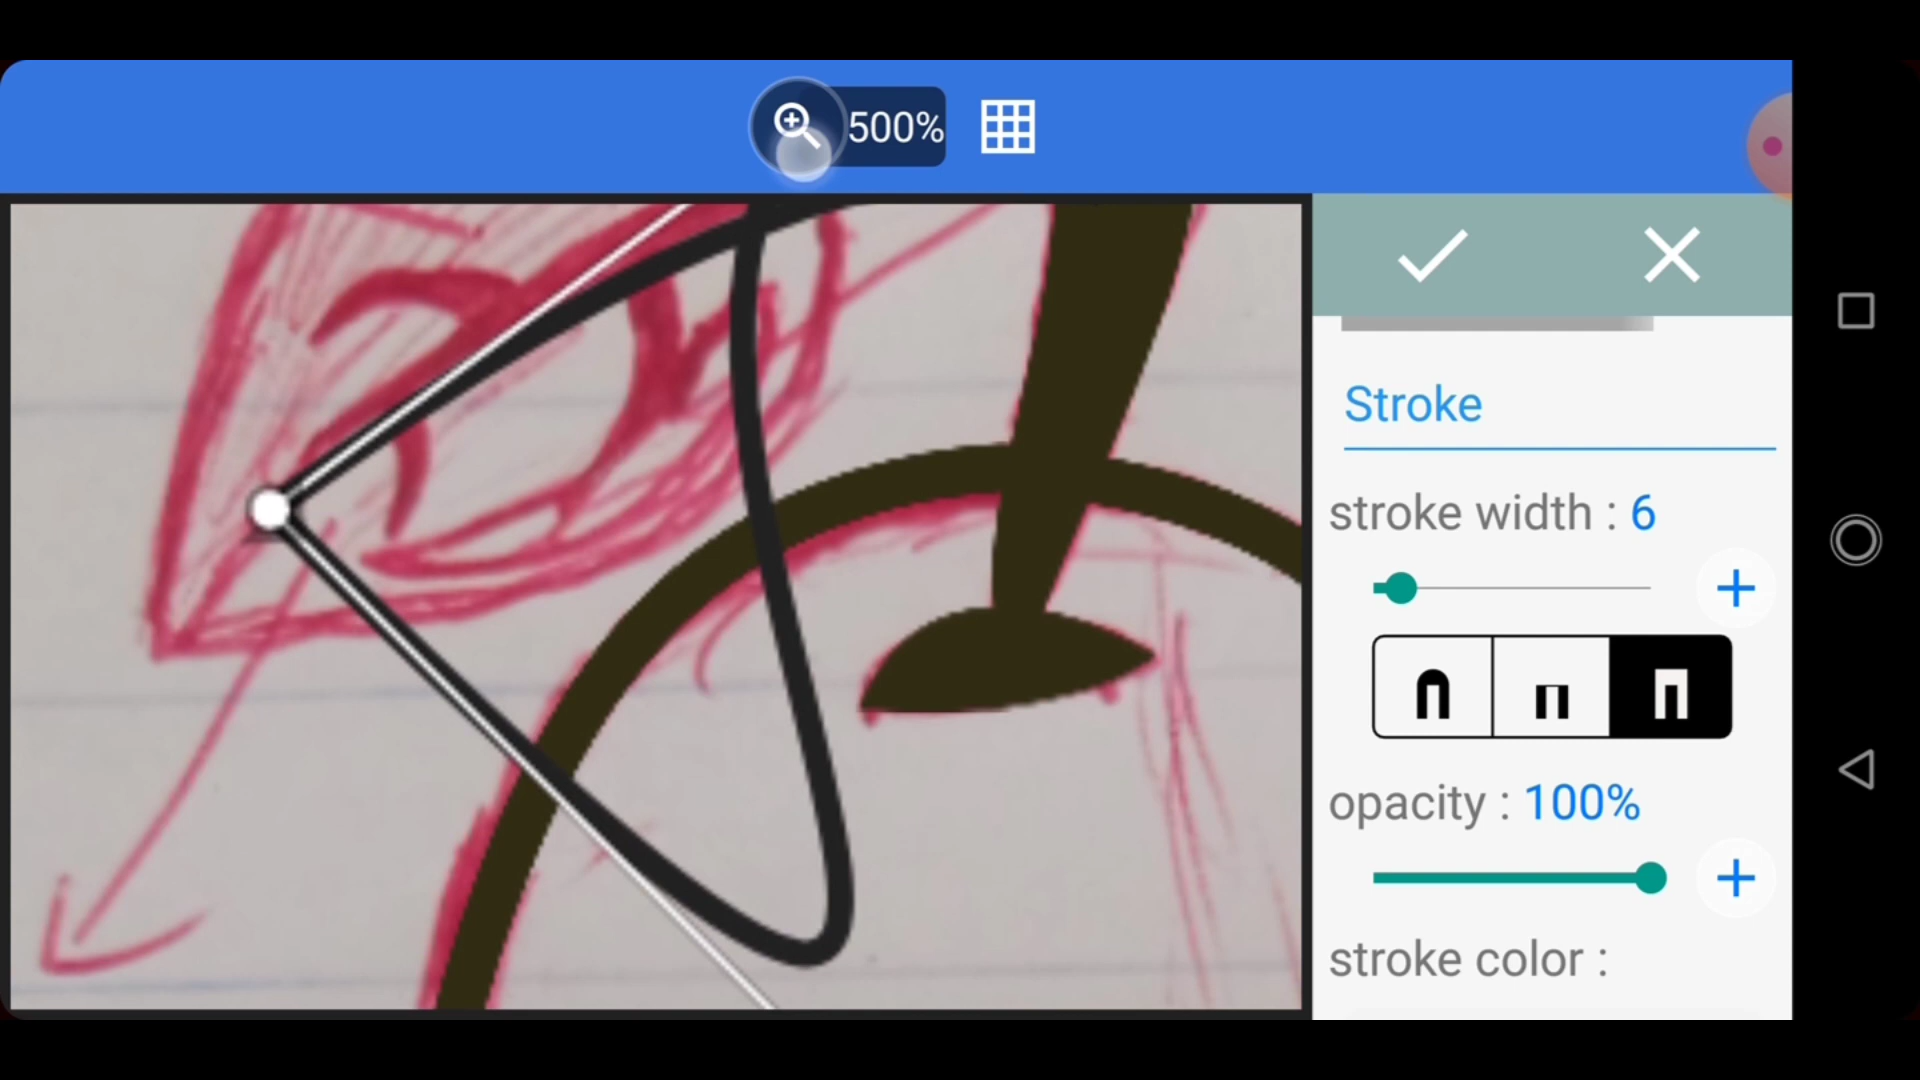 500%
Stroke
stroke width : 6
opacity : 100%
stroke color :